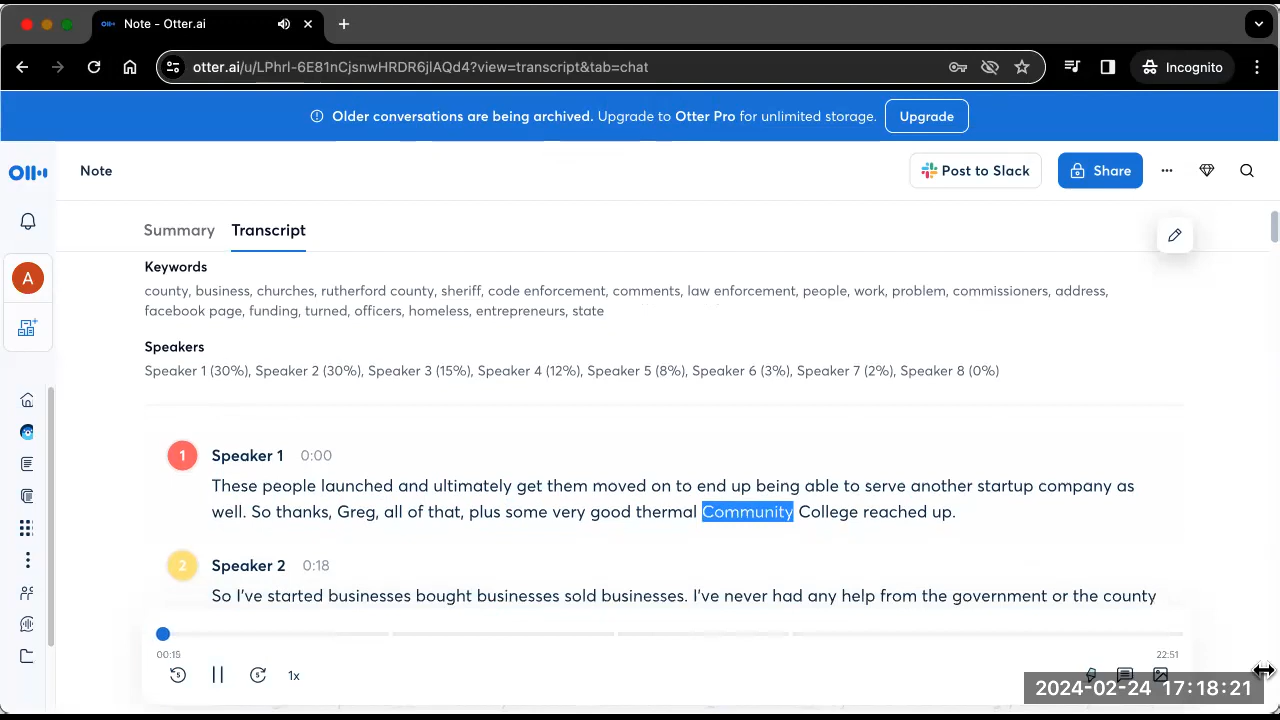 Note - Otter.ai
otter.ai/u/LPhrl-6E81nCjsnwHRDR6jlAQd4?view=transcript&tab=chat
Incognito
Older conversations are being archived. Upgrade to Otter Pro for unlimited storage.
Upgrade
Note
Post to Slack
Share
Summary
Transcript
A
Keywords
county, business, churches, rutherford county, sheriff, code enforcement, comments, law enforcement, people, work, problem, commissioners, address,
facebook page, funding, turned, officers, homeless, entrepreneurs, state
Speakers
Speaker 1 (30%), Speaker 2 (30%), Speaker 3 (15%), Speaker 4 (12%), Speaker 5 (8%), Speaker 6 (3%), Speaker 7 (2%), Speaker 8 (0%)
1
Speaker 1 0:00
These people launched and ultimately get them moved on to end up being able to serve another startup company as
well. So thanks, Greg, all of that, plus some very good thermal Community College reached up.
2
Speaker 2 0:18
So I've started businesses bought businesses sold businesses. I've never had any help from the government or the county
00:15
22:51
5
5
1x
2024-02-24 17:18:21